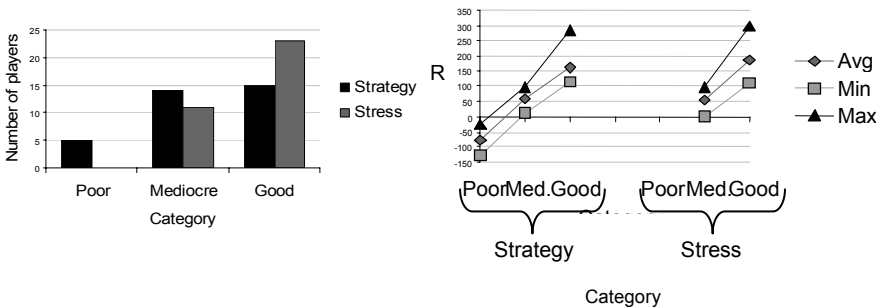 Number of players
25
20
15
10
5
0
Poor
Mediocre
Good
Category
Strategy
Stress
R
350
300
250
200
150
100
50
0
-50
-100
-150
Avg
Min
Max
PoorMed.Good
PoorMed.Good
Strategy
Stress
Category